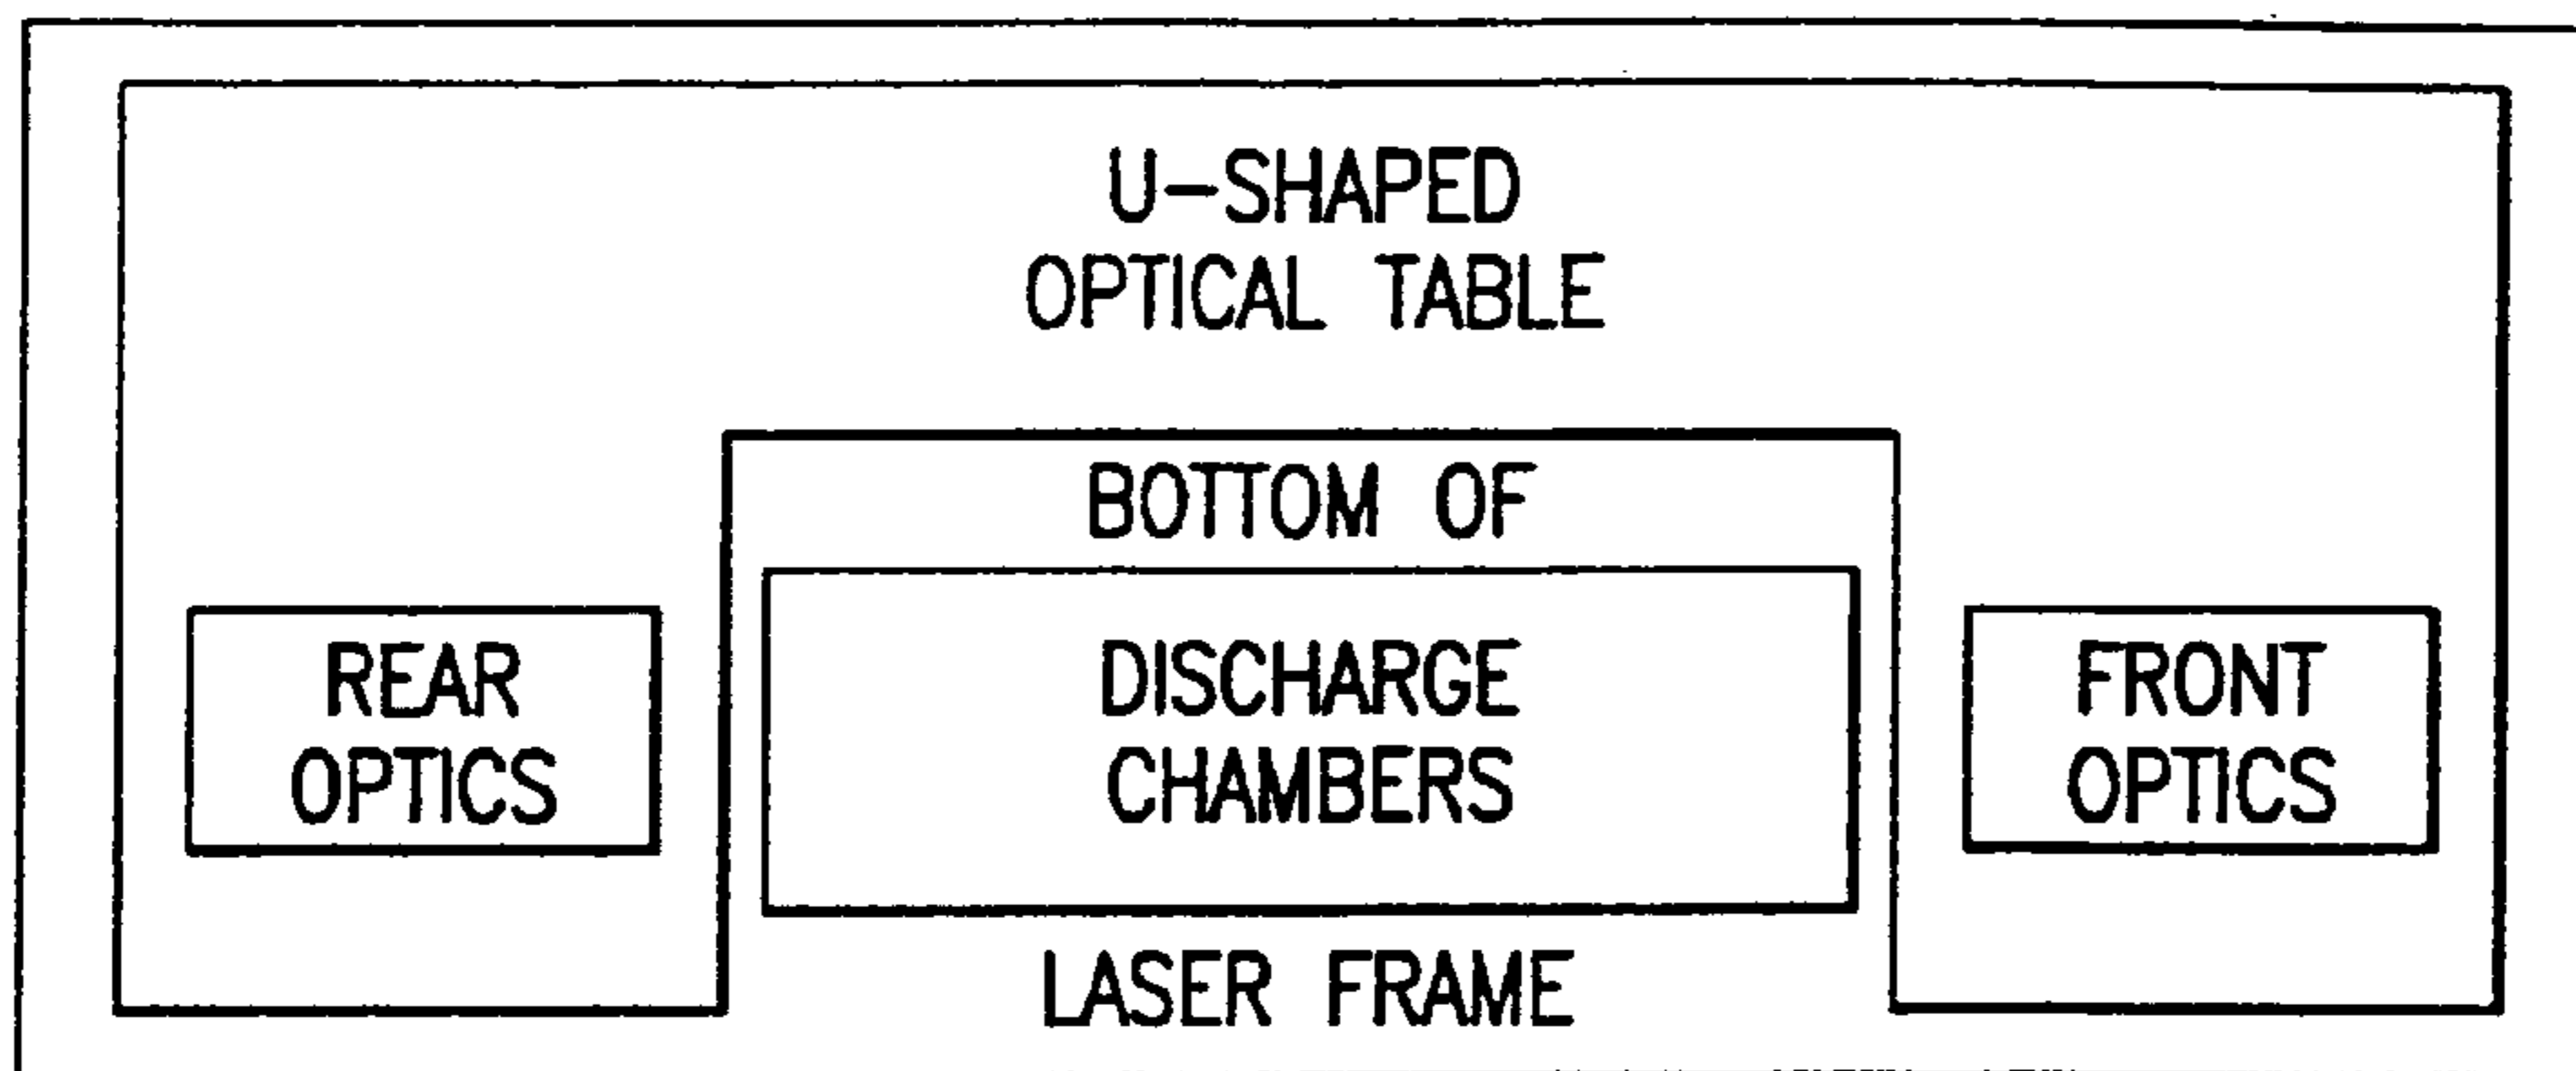 U-SHAPED
OPTICAL TABLE
BOTTOM OF
REAR
OPTICS
DISCHARGE
CHAMBERS
FRONT
OPTICS
LASER FRAME